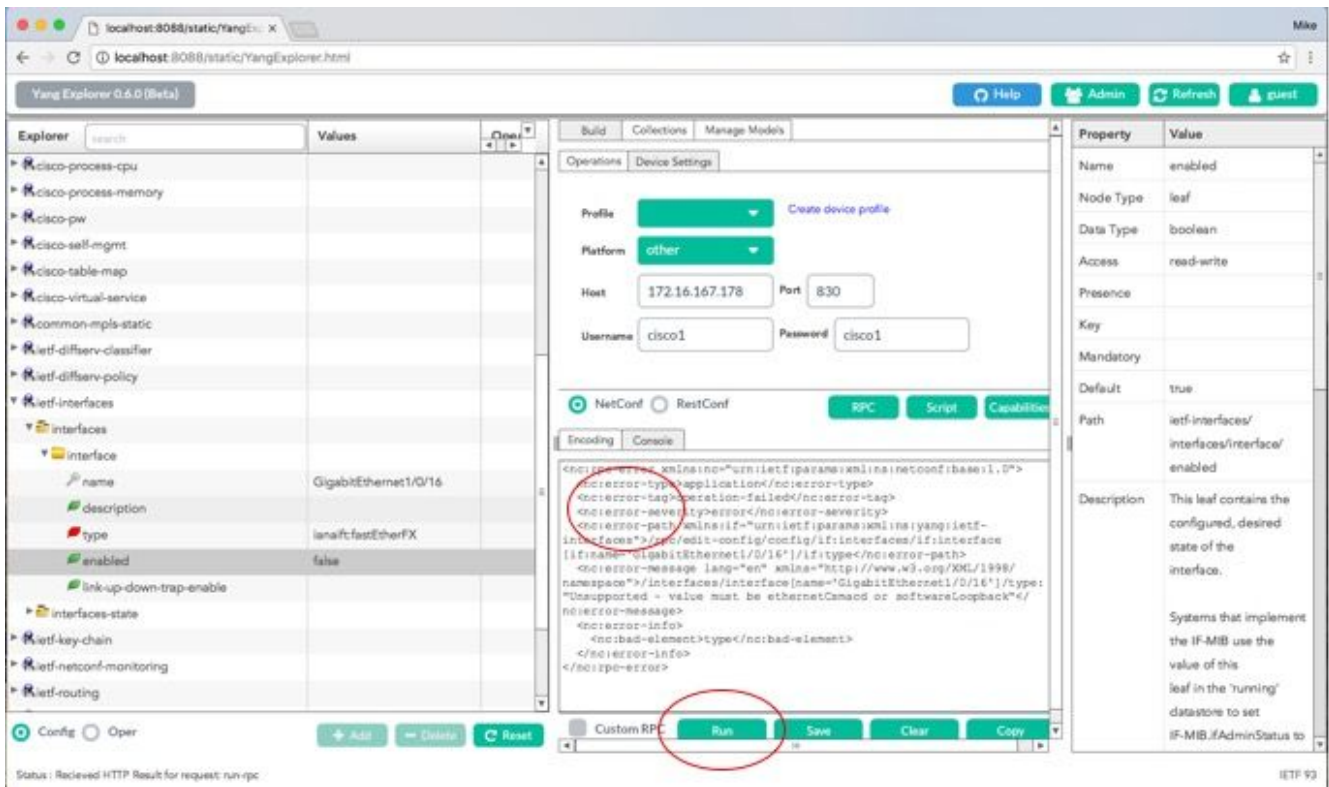 localhost:8088/static/YangEx
Mike
localhost:8088/static/YangExplorer.html
Yang Explorer 0.6.0 (Beta)
Help
Admin
Refresh
guest
Explorer
search
Values
Oper
cisco-process-cpu
cisco-process-memory
cisco-pw
cisco-self-mgmt
cisco-table-map
cisco-virtual-service
common-mpls-static
ietf-diffserv-classifier
ietf-diffserv-policy
ietf-interfaces
interfaces
interface
name GigabitEthernet1/0/16
description
type ianaift:fastEtherFX
enabled false
link-up-down-trap-enable
interfaces-state
ietf-key-chain
ietf-netconf-monitoring
ietf-routing
Config Oper
Add
Delete
Reset
Build Collections Manage Models
Operations Device Settings
Profile Create device profile
Platform other
Host 172.16.167.178 Port 830
Username cisco1 Password cisco1
NetConf RestConf
RPC Script Capabilities
Encoding Console
<nc:rpc-error xmlns:nc="urn:ietf:params:xml:ns:netconf:base:1.0">
<nc:error-type>application</nc:error-type>
<nc:error-tag>operation-failed</nc:error-tag>
<nc:error-severity>error</nc:error-severity>
<nc:error-path xmlns:if="urn:ietf:params:xml:ns:yang:ietf-
interfaces">/rpc/edit-config/config/if:interfaces/if:interface
[if:name='GigabitEthernet1/0/16']/if:type</nc:error-path>
<nc:error-message lang="en" xmlns="http://www.w3.org/XML/1998/
namespace">/interfaces/interface[name='GigabitEthernet1/0/16']/type:
"Unsupported - value must be ethernetCsmacd or softwareLoopback"</
nc:error-message>
<nc:error-info>
<nc:bad-element>type</nc:bad-element>
</nc:error-info>
</nc:rpc-error>
Custom RPC Run Save Clear Copy
Property Value
Name enabled
Node Type leaf
Data Type boolean
Access read-write
Presence
Key
Mandatory
Default true
Path ietf-interfaces/
interfaces/interface/
enabled
Description This leaf contains the
configured, desired
state of the
interface.
Systems that implement
the IF-MIB use the
value of this
leaf in the 'running'
datastore to set
IF-MIB.ifAdminStatus to
Status : Recieved HTTP Result for request: run-rpc
IETF 93